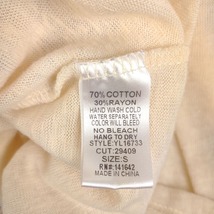 70% COTTON
30% RAYON
HAND WASH COLD
WATER SEPARATELY
COLOR WILL BLEED
NO BLEACH
HANG TO DRY
STYLE: YL16733
CUT: 29409
SIZE: S
RN#: 141642
MADE IN CHINA